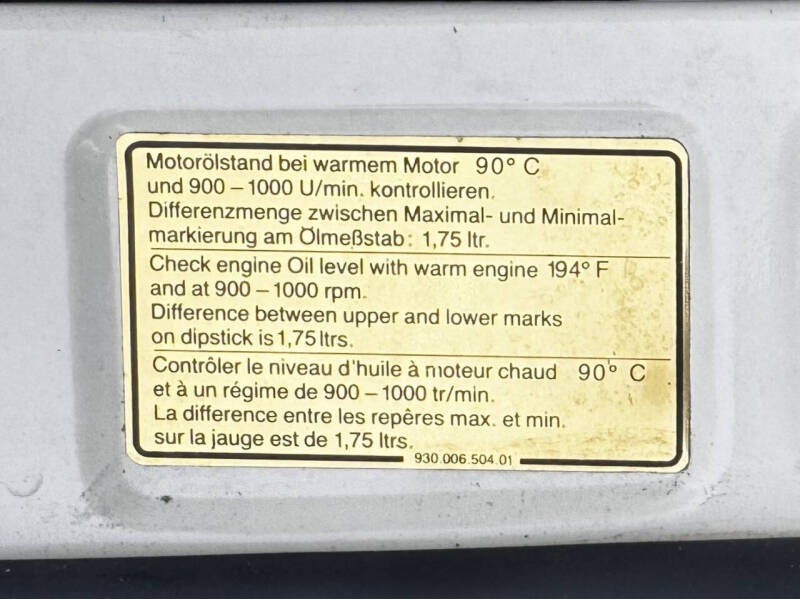 Motorölstand bei warmem Motor 90° C
und 900 – 1000 U/min. kontrollieren.
Differenzmenge zwischen Maximal- und Minimal-
markierung am Ölmeßstab: 1,75 ltr.
Check engine Oil level with warm engine 194° F
and at 900 – 1000 rpm.
Difference between upper and lower marks
on dipstick is 1,75 ltrs.
Contrôler le niveau d'huile à moteur chaud 90° C
et à un régime de 900 – 1000 tr/min.
La difference entre les repêres max. et min.
sur la jauge est de 1,75 ltrs.
930.006.504.01